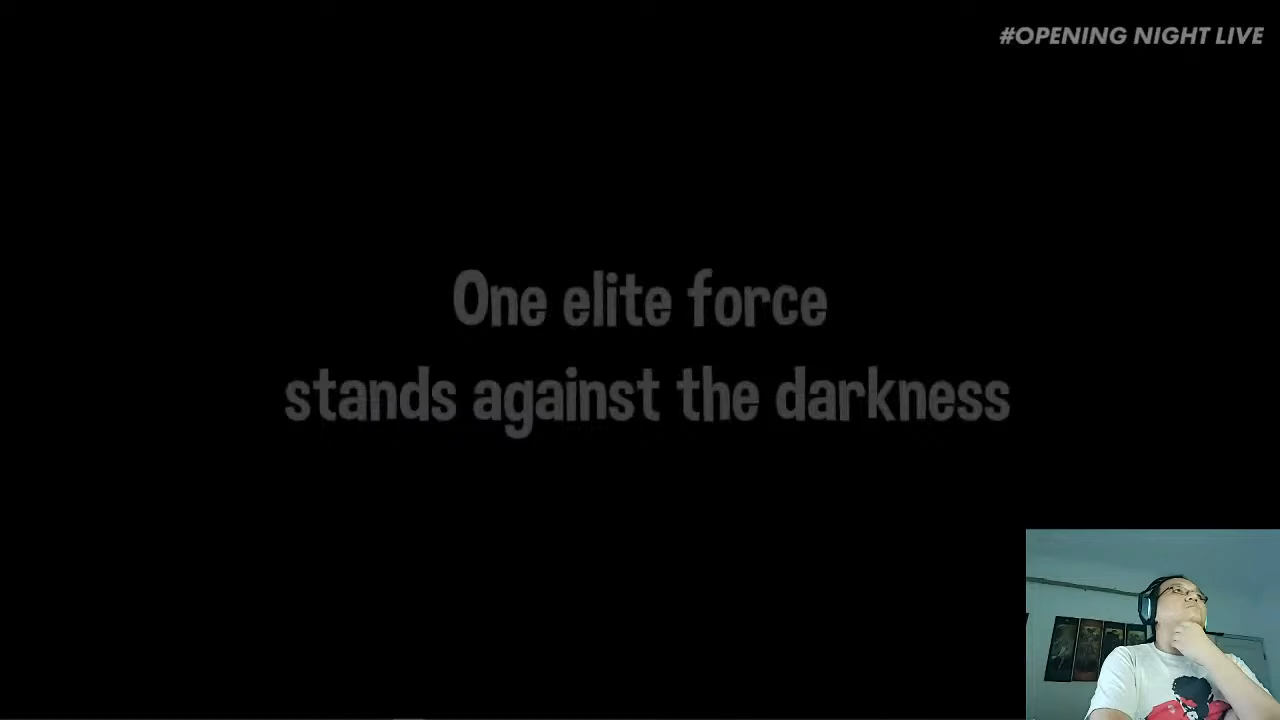 #OPENING NIGHT LIVE
One elite force
stands against the darkness